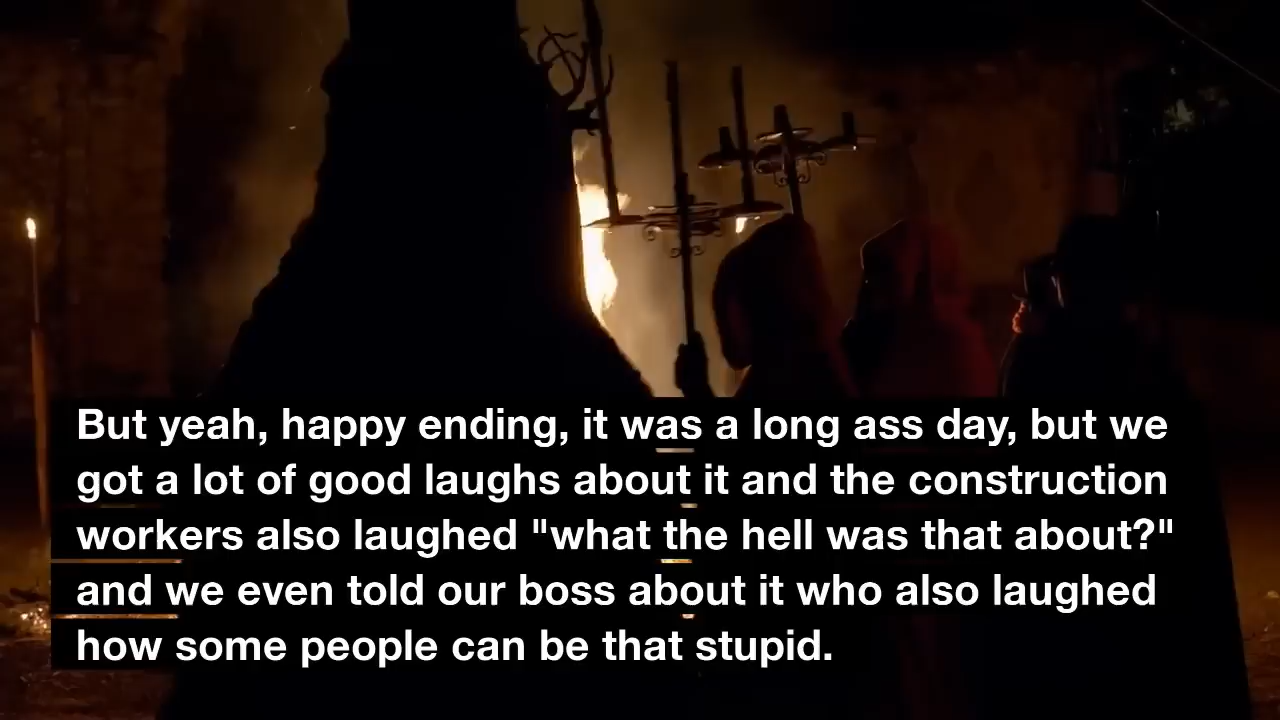 But yeah, happy ending, it was a long ass day, but we
got a lot of good laughs about it and the construction
workers also laughed "what the hell was that about?"
and we even told our boss about it who also laughed
how some people can be that stupid.